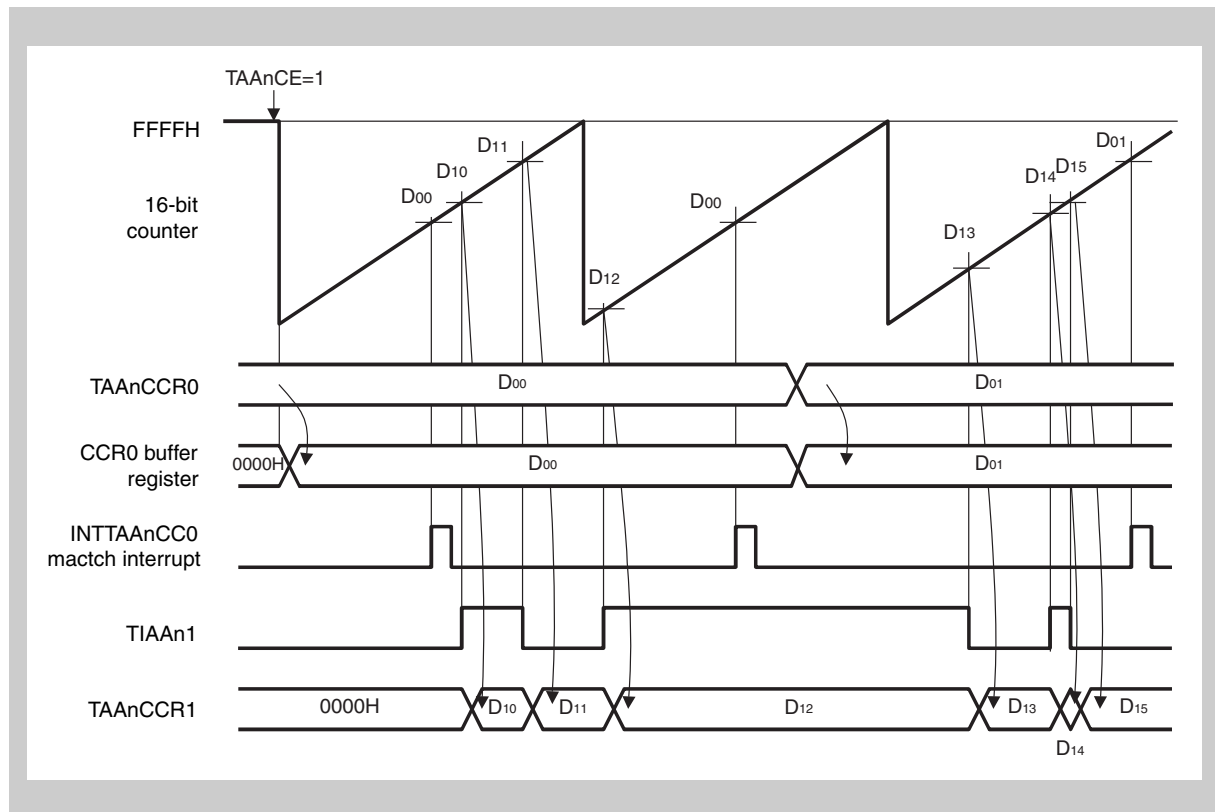 TAAnCE=1
FFFFH
16-bit
counter
D00
D10
D11
D12
D00
D13
D14
D15
D01
TAAnCCR0
D00
D01
CCR0 buffer
register
0000H
D00
D01
INTTAAnCC0
mactch interrupt
TIAAn1
TAAnCCR1
0000H
D10
D11
D12
D13
D14
D15